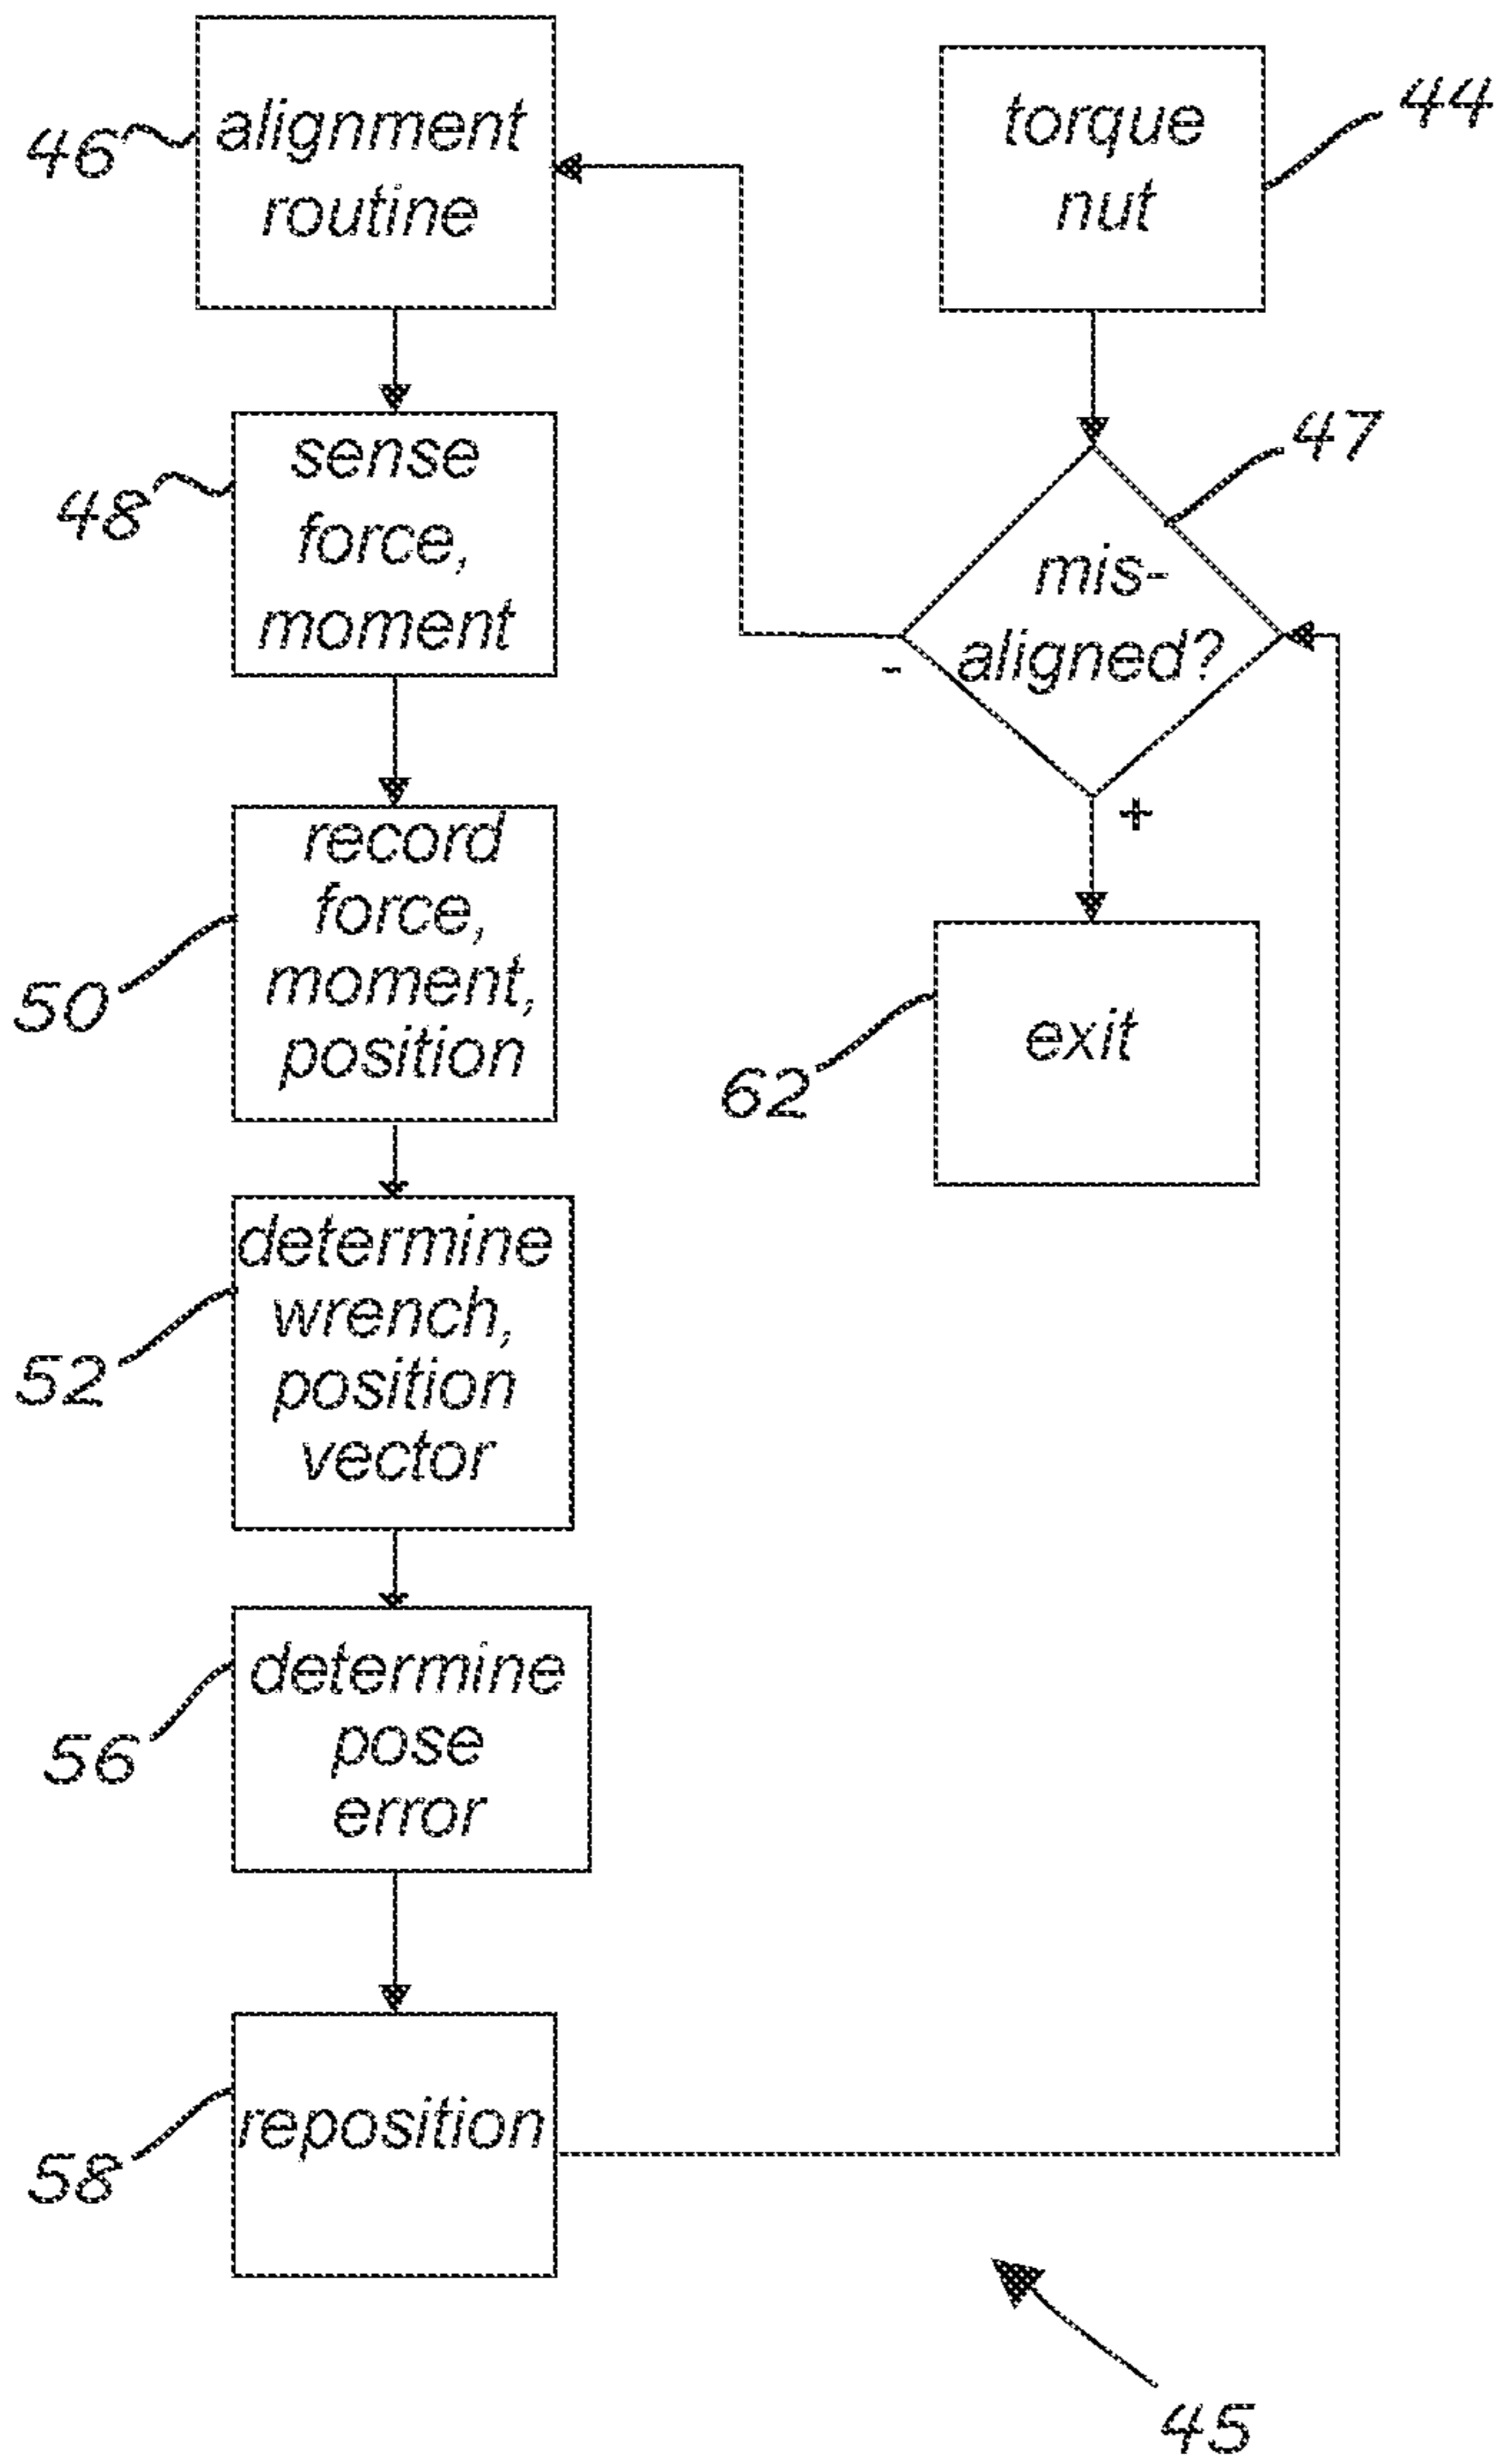 46
alignment
routine
torque
nut
44
48
sense
force,
moment
47
mis-
aligned?
-
+
50
record
force,
moment,
position
62
exit
52
determine
wrench,
position
vector
56
determine
pose
error
58
reposition
45